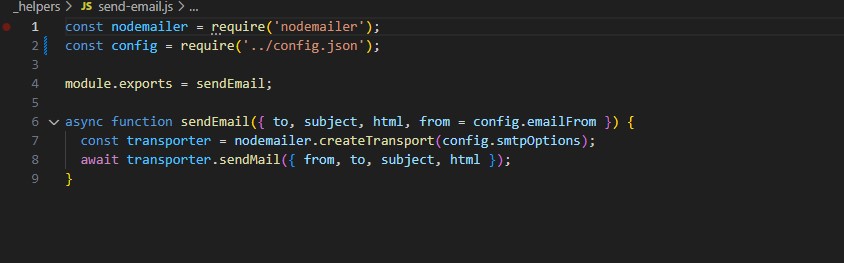 _helpers > JS send-email.js > ...
1 const nodemailer = require('nodemailer');
2 const config = require('../config.json');
3
4 module.exports = sendEmail;
5
6 async function sendEmail({ to, subject, html, from = config.emailFrom }) {
7   const transporter = nodemailer.createTransport(config.smtpOptions);
8   await transporter.sendMail({ from, to, subject, html });
9 }